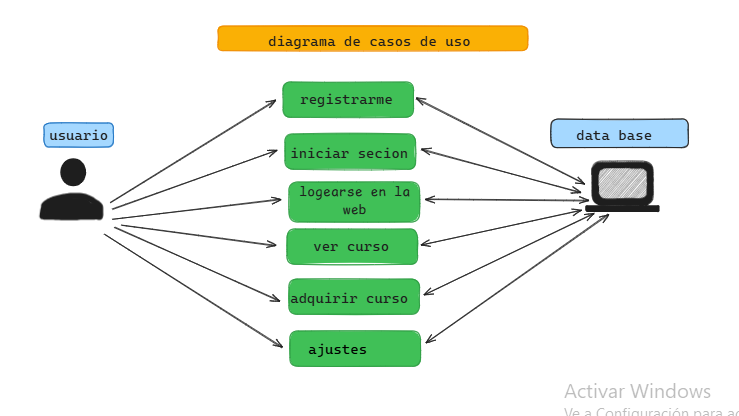 diagrama de casos de uso
registrarme
usuario
data base
iniciar secion
logearse en la
web
ver curso
adquirir curso
ajustes
Activar Windows
Ve a Configuración para